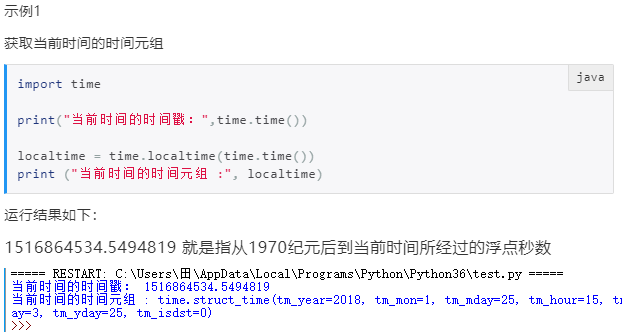 示例1
获取当前时间的时间元组
java
import time
print("当前时间的时间戳：",time.time())
localtime = time.localtime(time.time())
print ("当前时间的时间元组 :", localtime)
运行结果如下：
1516864534.5494819 就是指从1970纪元后到当前时间所经过的浮点秒数
===== RESTART: C:\Users\田\AppData\Local\Programs\Python\Python36\test.py =====
当前时间的时间戳： 1516864534.5494819
当前时间的时间元组 : time.struct_time(tm_year=2018, tm_mon=1, tm_mday=25, tm_hour=15, tm
ay=3, tm_yday=25, tm_isdst=0)
>>>